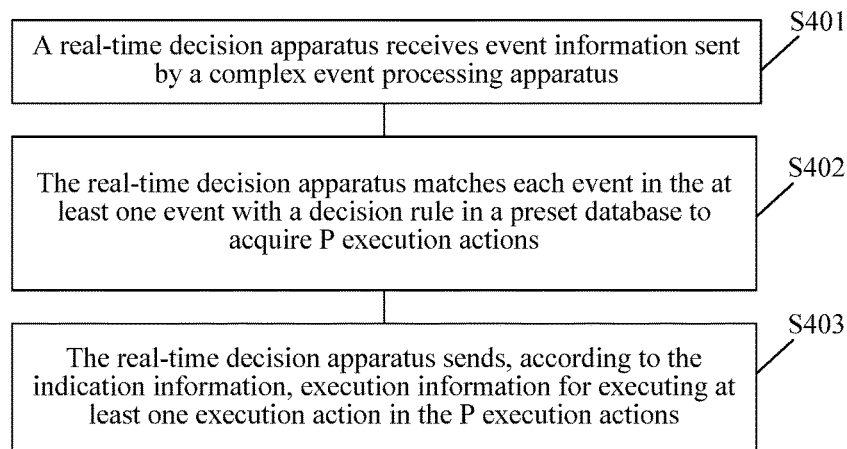 S401
A real-time decision apparatus receives event information sent
by a complex event processing apparatus
S402
The real-time decision apparatus matches each event in the at
least one event with a decision rule in a preset database to
acquire P execution actions
S403
The real-time decision apparatus sends, according to the
indication information, execution information for executing at
least one execution action in the P execution actions